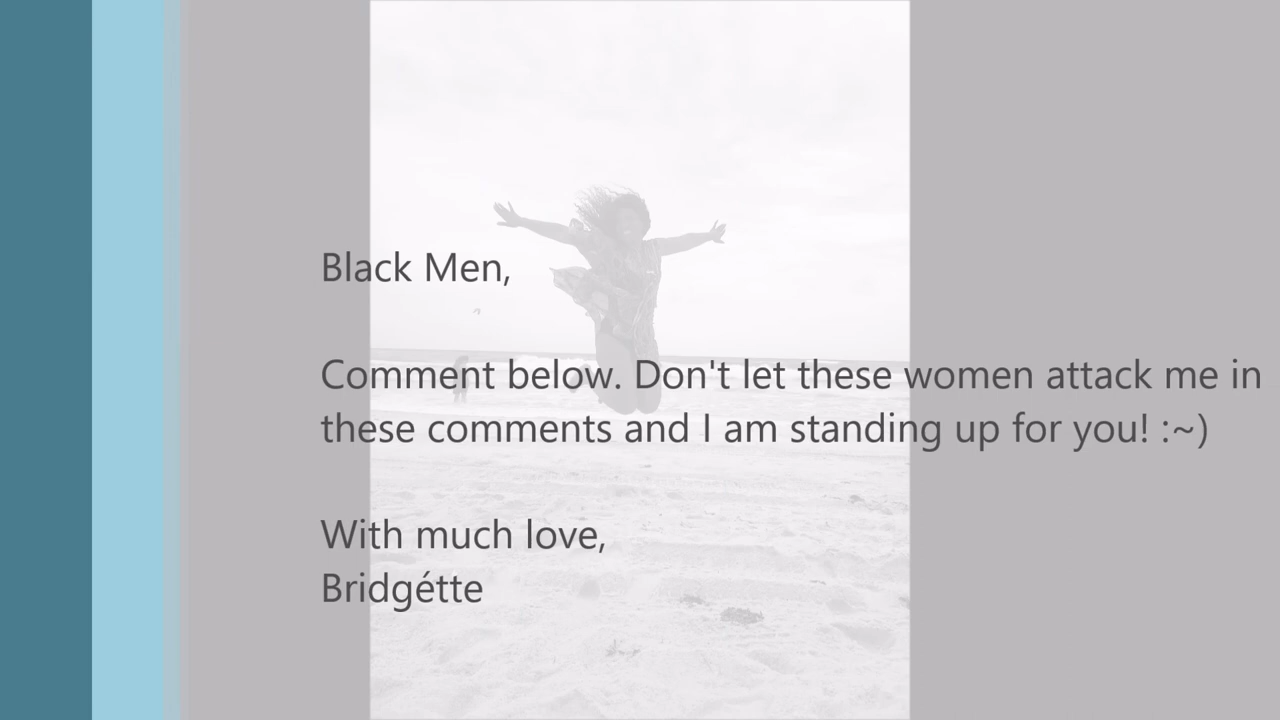 Black Men,
Comment below. Don't let these women attack me in
these comments and I am standing up for you! :~)
With much love,
Bridgétte